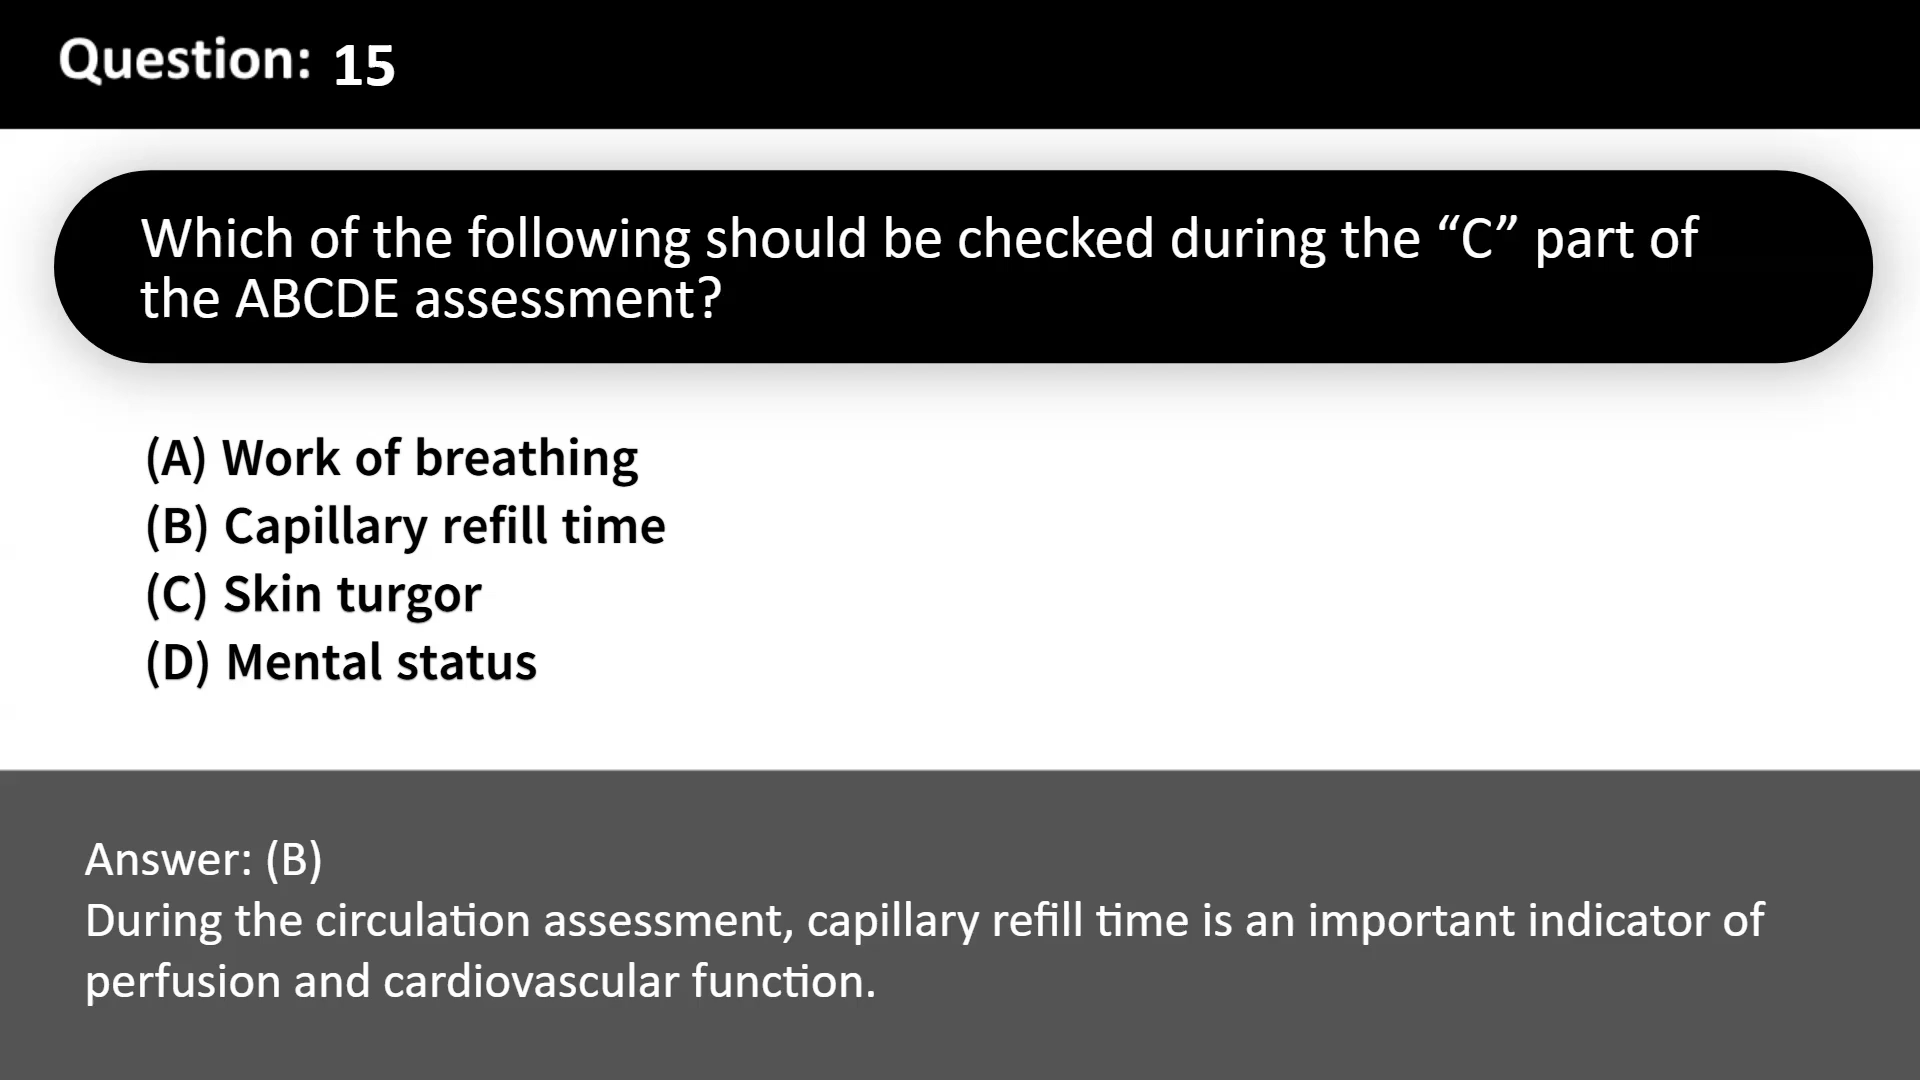 Question: 15
Which of the following should be checked during the “C” part of
the ABCDE assessment?
(A) Work of breathing
(B) Capillary refill time
(C) Skin turgor
(D) Mental status
Answer: (B)
During the circulation assessment, capillary refill time is an important indicator of
perfusion and cardiovascular function.